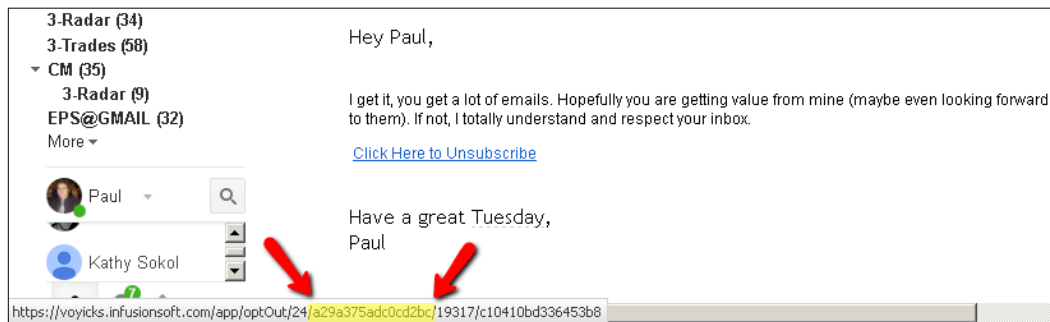 3-Radar (34)
3-Trades (58)
CM (35)
3-Radar (9)
EPS@GMAIL (32)
More
Paul
Kathy Sokol
7
Hey Paul,
I get it, you get a lot of emails. Hopefully you are getting value from mine (maybe even looking forward
to them). If not, I totally understand and respect your inbox.
Click Here to Unsubscribe
Have a great Tuesday,
Paul
https://voyicks.infusionsoft.com/app/optOut/24/a29a375adc0cd2bc/19317/c10410bd336453b8